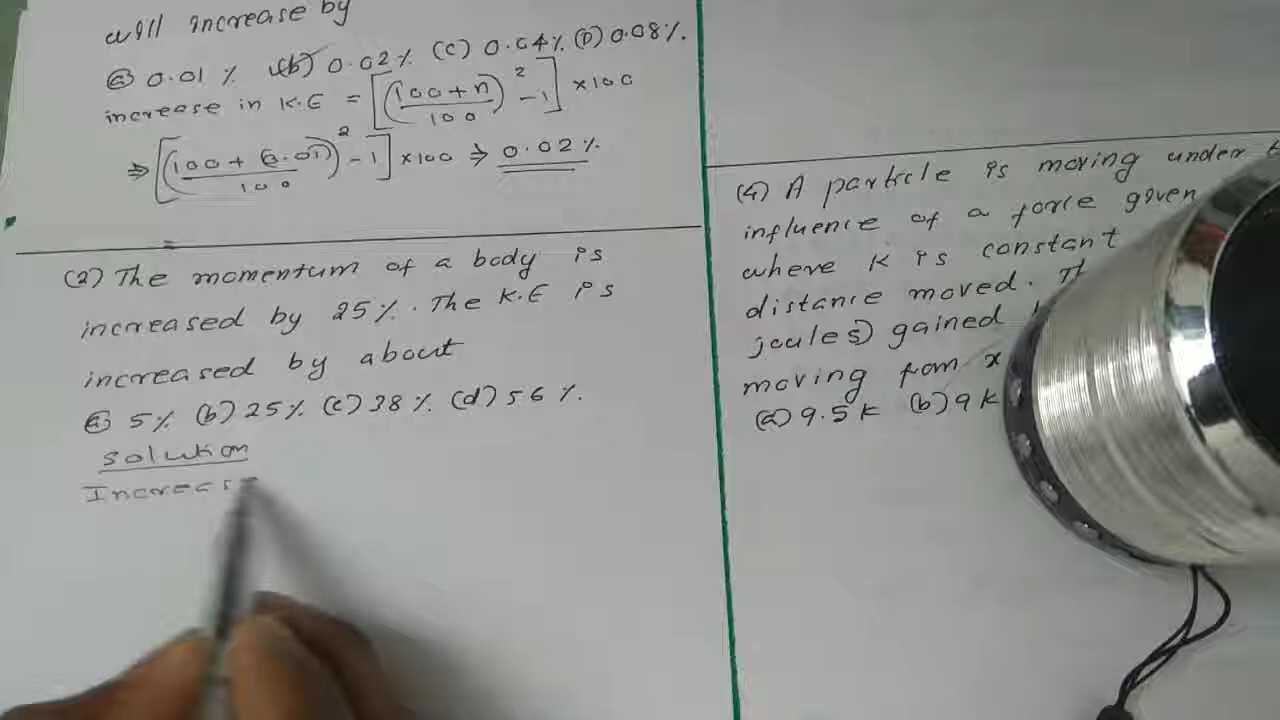 will increase by
(a) 0.01 % (b) 0.02 % (c) 0.04 % (D) 0.08 %.
increase in K.E = [((100 + n)/100)² - 1] × 100
⇒ [((100 + (0.01))/100)² - 1] × 100 ⇒ 0.02 %.
(2) The momentum of a body is
increased by 25 %. The K.E is
increased by about
(a) 5 % (b) 25 % (c) 38 % (d) 56 %.
Solution
Increas
(4) A particle is moving under
influence of a force given
where K is constant
distance moved.
joules) gained
moving from x
(a) 9.5 K (b) 9 K